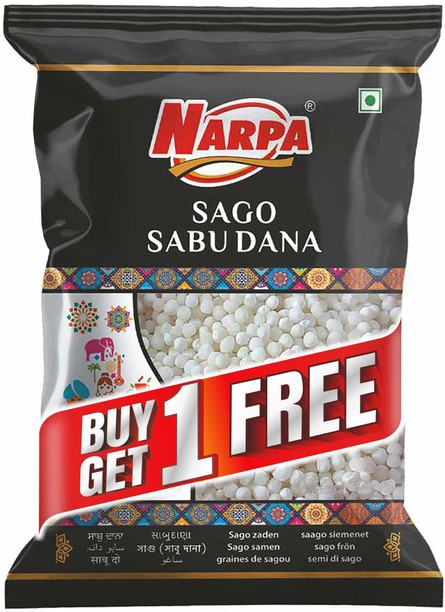 NARPA®
SAGO
SABU DANA
BUY 1 FREE
GET
ਸਾਬੂ ਦਾਨਾ
સાબુદાણા
Sago zaden
saago siemenet
সাগু (সাবু দানা)
Sago samen
sago frön
ساغو
graines de sagou
semi di sago